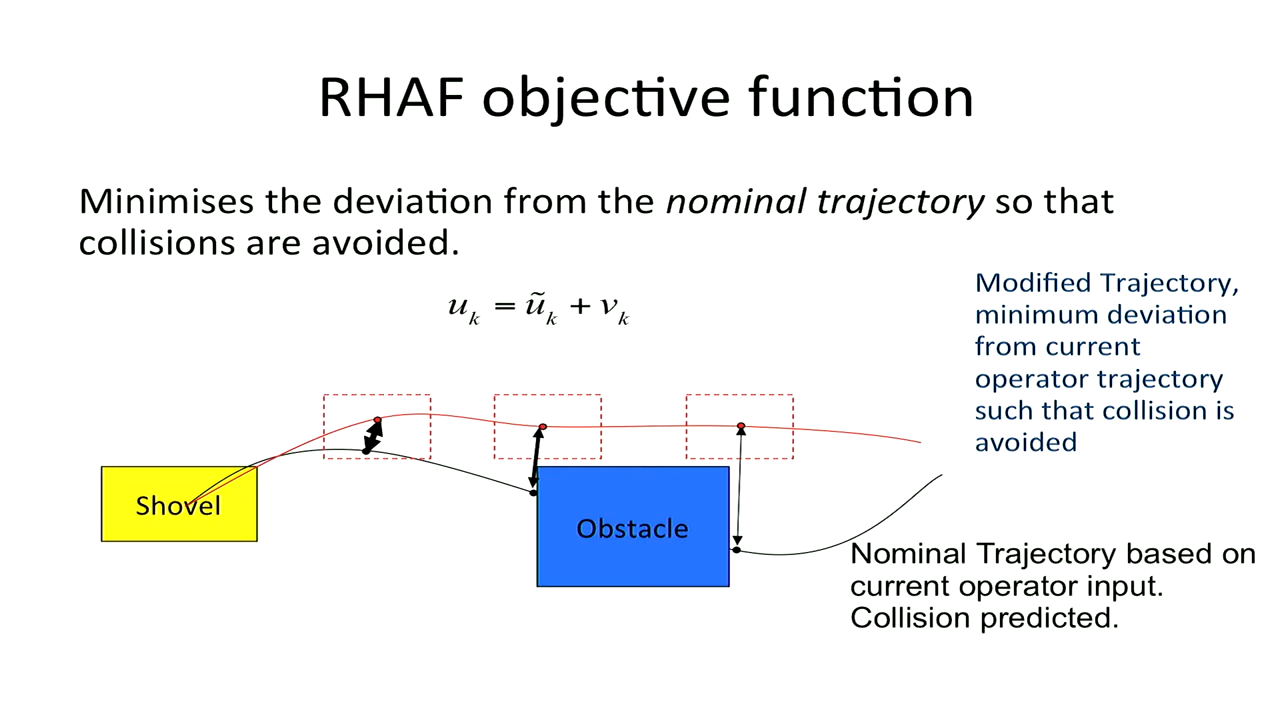 RHAF objective function
Minimises the deviation from the nominal trajectory so that
collisions are avoided.
u_k = ũ_k + v_k
Modified Trajectory,
minimum deviation
from current
operator trajectory
such that collision is
avoided
Shovel
Obstacle
Nominal Trajectory based on
current operator input.
Collision predicted.